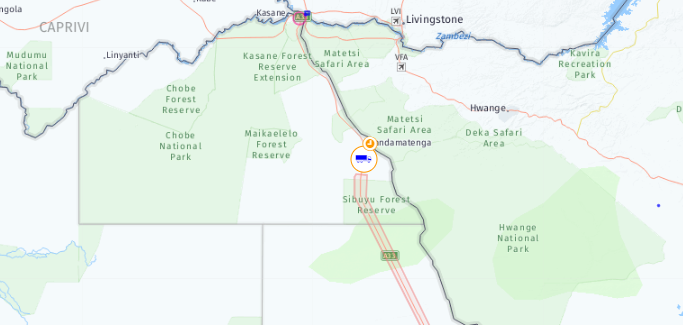 Kasane
LVI
Livingstone
CAPRIVI
Zambezi
Linyanti
Mudumu
National
Park
Kasane Forest
Reserve
Extension
Matetsi
Safari Area
VFA
Kavira
Recreation
Park
Chobe
Forest
Reserve
Hwange
Chobe
National
Park
Maikaelelo
Forest
Reserve
Matetsi
Safari Area
Deka Safari
Area
andamatenga
Sibuyu Forest
Reserve
Hwange
National
Park
A33